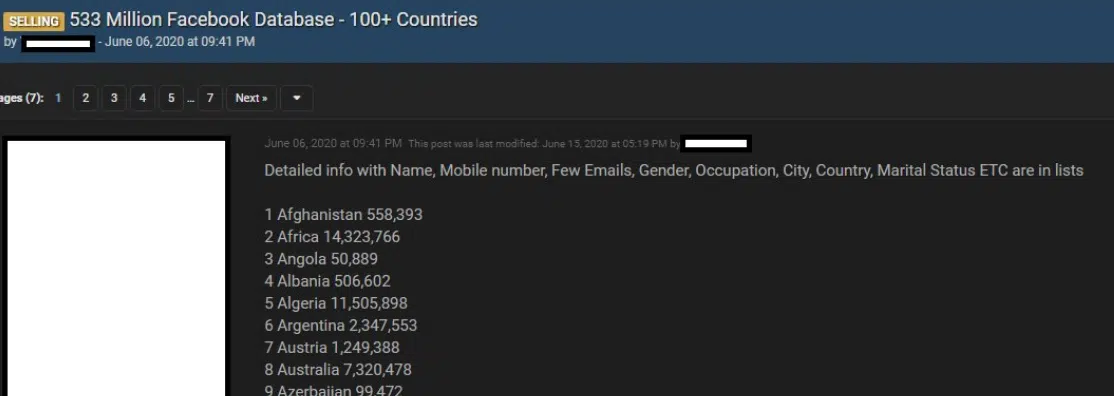 SELLING 533 Million Facebook Database - 100+ Countries
by - June 06, 2020 at 09:41 PM
ages (7): 1 2 3 4 5 ... 7 Next »
June 06, 2020 at 09:41 PM This post was last modified: June 15, 2020 at 05:19 PM by
Detailed info with Name, Mobile number, Few Emails, Gender, Occupation, City, Country, Marital Status ETC are in lists
1 Afghanistan 558,393
2 Africa 14,323,766
3 Angola 50,889
4 Albania 506,602
5 Algeria 11,505,898
6 Argentina 2,347,553
7 Austria 1,249,388
8 Australia 7,320,478
9 Azerbaijan 99,472